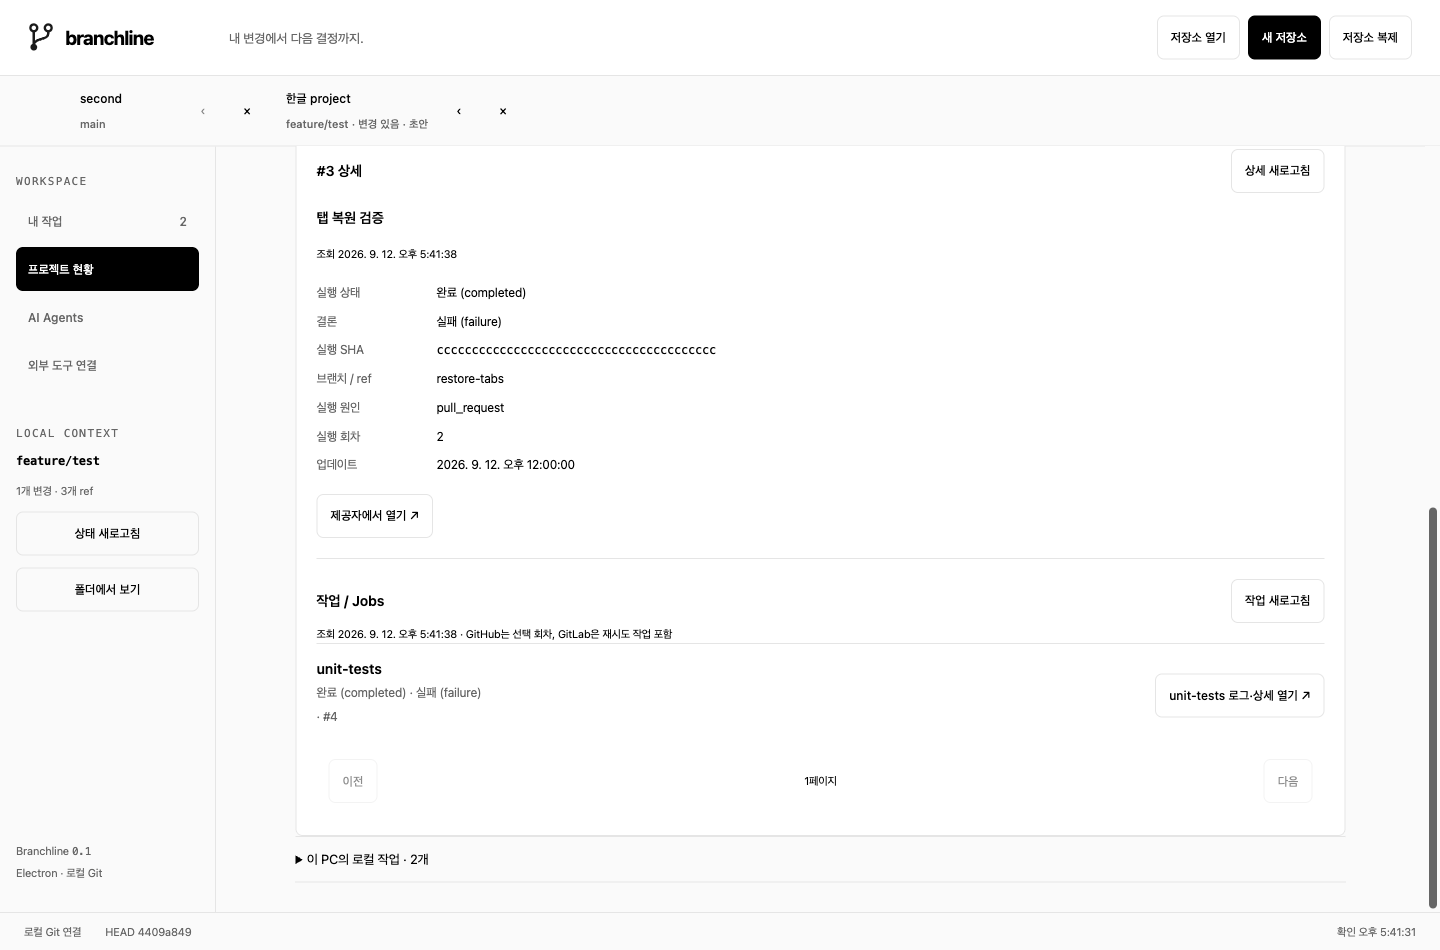 branchline
내 변경에서 다음 결정까지.
저장소 열기
새 저장소
저장소 복제
second
main
‹
×
한글 project
feature/test · 변경 있음 · 초안
‹
×
WORKSPACE
내 작업 2
프로젝트 현황
AI Agents
외부 도구 연결
LOCAL CONTEXT
feature/test
1개 변경 · 3개 ref
상태 새로고침
폴더에서 보기
Branchline 0.1
Electron · 로컬 Git
#3 상세
상세 새로고침
탭 복원 검증
조회 2026. 9. 12. 오후 5:41:38
실행 상태 완료 (completed)
결론 실패 (failure)
실행 SHA cccccccccccccccccccccccccccccccccccccccc
브랜치 / ref restore-tabs
실행 원인 pull_request
실행 회차 2
업데이트 2026. 9. 12. 오후 12:00:00
제공자에서 열기 ↗
작업 / Jobs
작업 새로고침
조회 2026. 9. 12. 오후 5:41:38 · GitHub는 선택 회차, GitLab은 재시도 작업 포함
unit-tests
완료 (completed) · 실패 (failure)
· #4
unit-tests 로그·상세 열기 ↗
이전
1페이지
다음
▶ 이 PC의 로컬 작업 · 2개
로컬 Git 연결
HEAD 4409a849
확인 오후 5:41:31